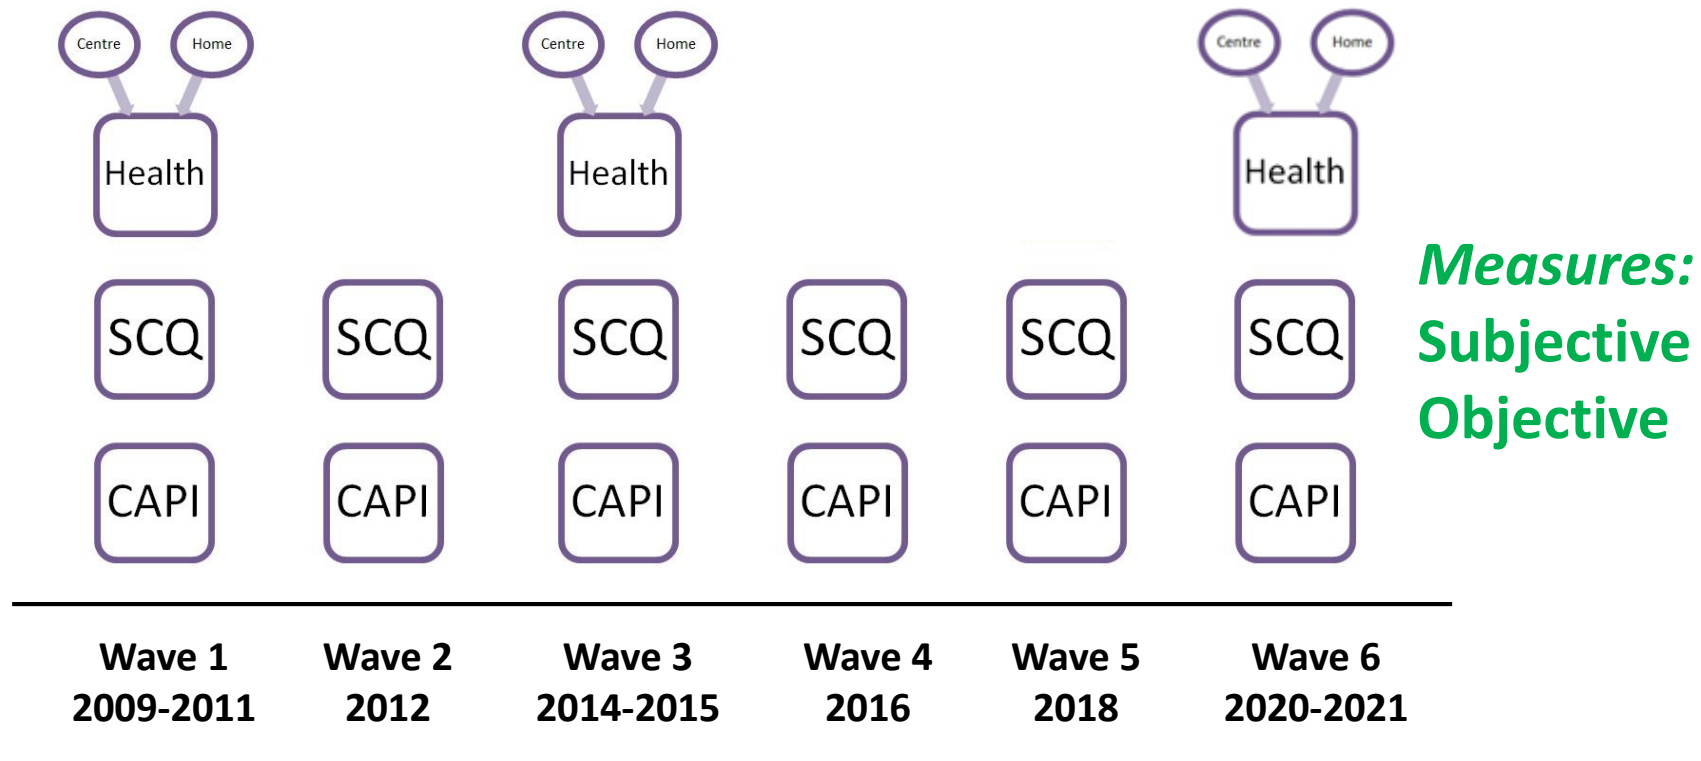 Centre Home Centre Home Centre Home
Health Health Health
SCQ SCQ SCQ SCQ SCQ SCQ
CAPI CAPI CAPI CAPI CAPI CAPI
Wave 1 Wave 2 Wave 3 Wave 4 Wave 5 Wave 6
2009-2011 2012 2014-2015 2016 2018 2020-2021
Measures:
Subjective
Objective